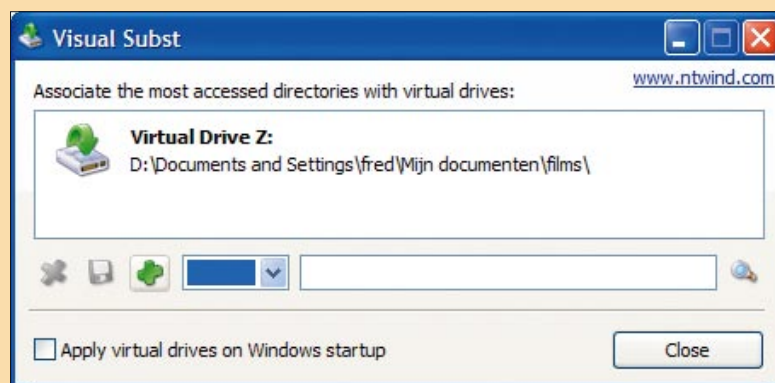 Visual Subst
www.ntwind.com
Associate the most accessed directories with virtual drives:
Virtual Drive Z:
D:\Documents and Settings\fred\Mijn documenten\films\
Apply virtual drives on Windows startup
Close